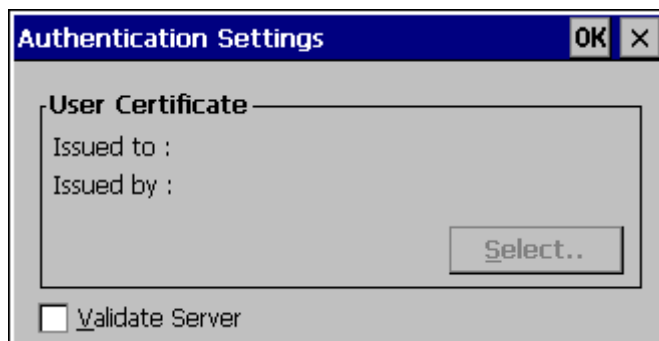 Authentication Settings OK ×
User Certificate
Issued to :
Issued by :
Select..
Validate Server